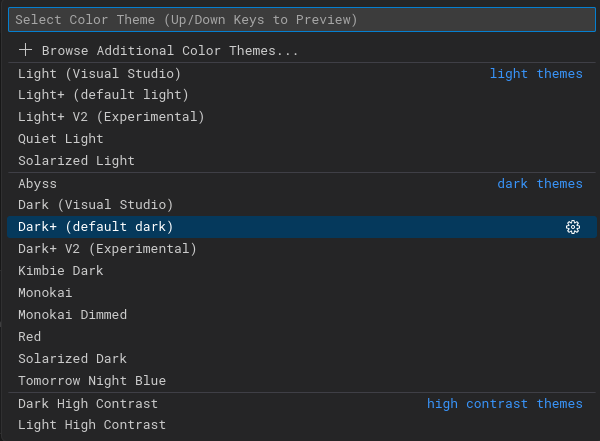 Select Color Theme (Up/Down Keys to Preview)
Browse Additional Color Themes...
Light (Visual Studio) light themes
Light+ (default light)
Light+ V2 (Experimental)
Quiet Light
Solarized Light
Abyss dark themes
Dark (Visual Studio)
Dark+ (default dark)
Dark+ V2 (Experimental)
Kimbie Dark
Monokai
Monokai Dimmed
Red
Solarized Dark
Tomorrow Night Blue
Dark High Contrast high contrast themes
Light High Contrast